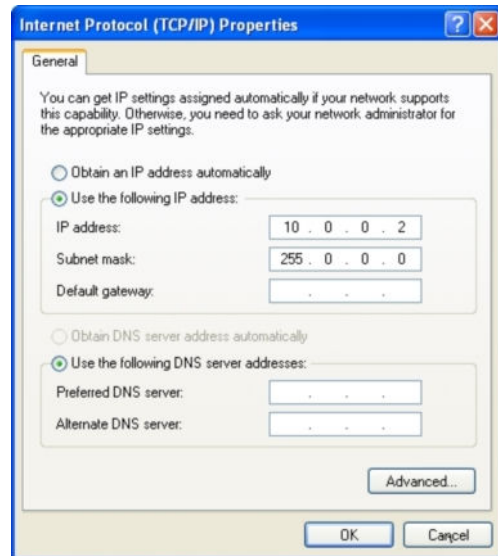 Internet Protocol (TCP/IP) Properties
General
You can get IP settings assigned automatically if your network supports
this capability. Otherwise, you need to ask your network administrator for
the appropriate IP settings.
Obtain an IP address automatically
Use the following IP address:
IP address: 10 . 0 . 0 . 2
Subnet mask: 255 . 0 . 0 . 0
Default gateway: . . .
Obtain DNS server address automatically
Use the following DNS server addresses:
Preferred DNS server: . . .
Alternate DNS server: . . .
Advanced...
OK Cancel